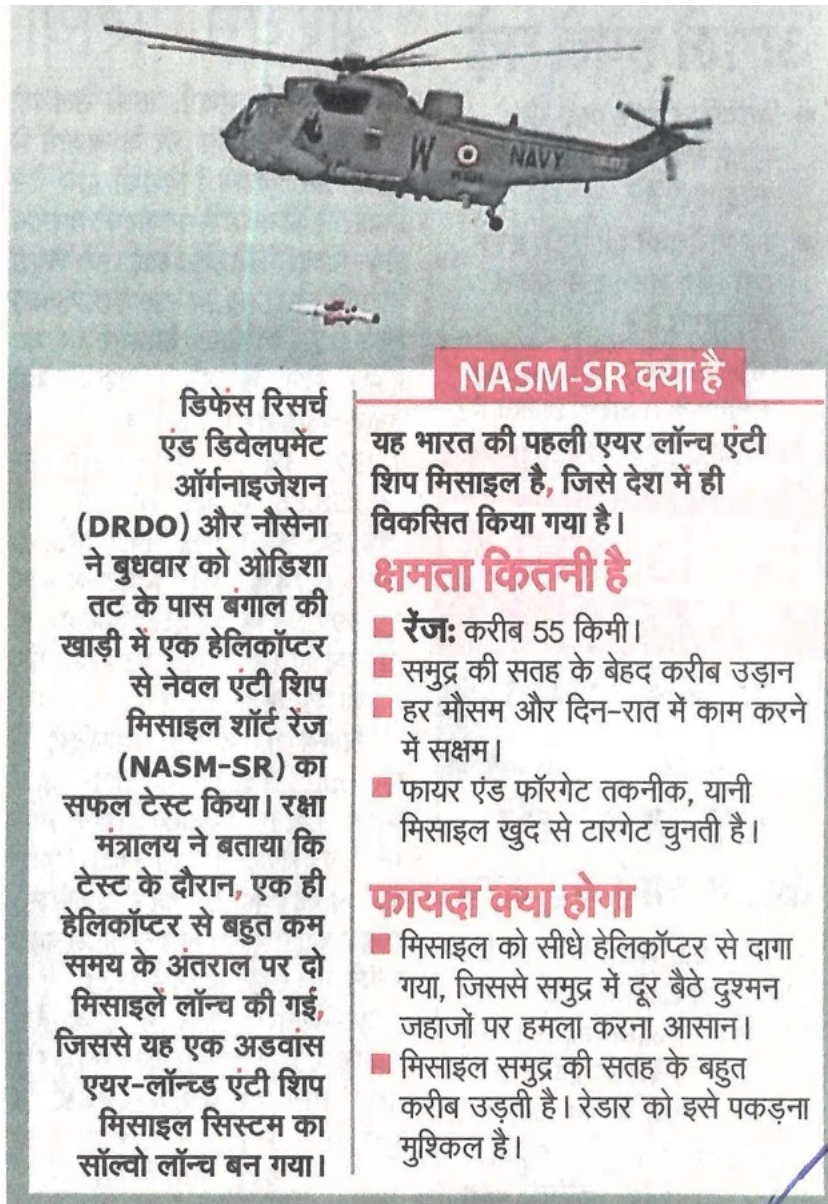 W
NAVY
डिफेंस रिसर्च
एंड डिवेलपमेंट
ऑर्गनाइजेशन
(DRDO) और नौसेना
ने बुधवार को ओडिशा
तट के पास बंगाल की
खाड़ी में एक हेलिकॉप्टर
से नेवल एंटी शिप
मिसाइल शॉर्ट रेंज
(NASM-SR) का
सफल टेस्ट किया। रक्षा
मंत्रालय ने बताया कि
टेस्ट के दौरान, एक ही
हेलिकॉप्टर से बहुत कम
समय के अंतराल पर दो
मिसाइलें लॉन्च की गईं,
जिससे यह एक अडवांस
एयर-लॉन्च्ड एंटी शिप
मिसाइल सिस्टम का
सॉल्वो लॉन्च बन गया।
NASM-SR क्या है
यह भारत की पहली एयर लॉन्च एंटी
शिप मिसाइल है, जिसे देश में ही
विकसित किया गया है।
क्षमता कितनी है
रेंज: करीब 55 किमी।
समुद्र की सतह के बेहद करीब उड़ान
हर मौसम और दिन-रात में काम करने
में सक्षम।
फायर एंड फॉरगेट तकनीक, यानी
मिसाइल खुद से टारगेट चुनती है।
फायदा क्या होगा
मिसाइल को सीधे हेलिकॉप्टर से दागा
गया, जिससे समुद्र में दूर बैठे दुश्मन
जहाजों पर हमला करना आसान।
मिसाइल समुद्र की सतह के बहुत
करीब उड़ती है। रेडार को इसे पकड़ना
मुश्किल है।